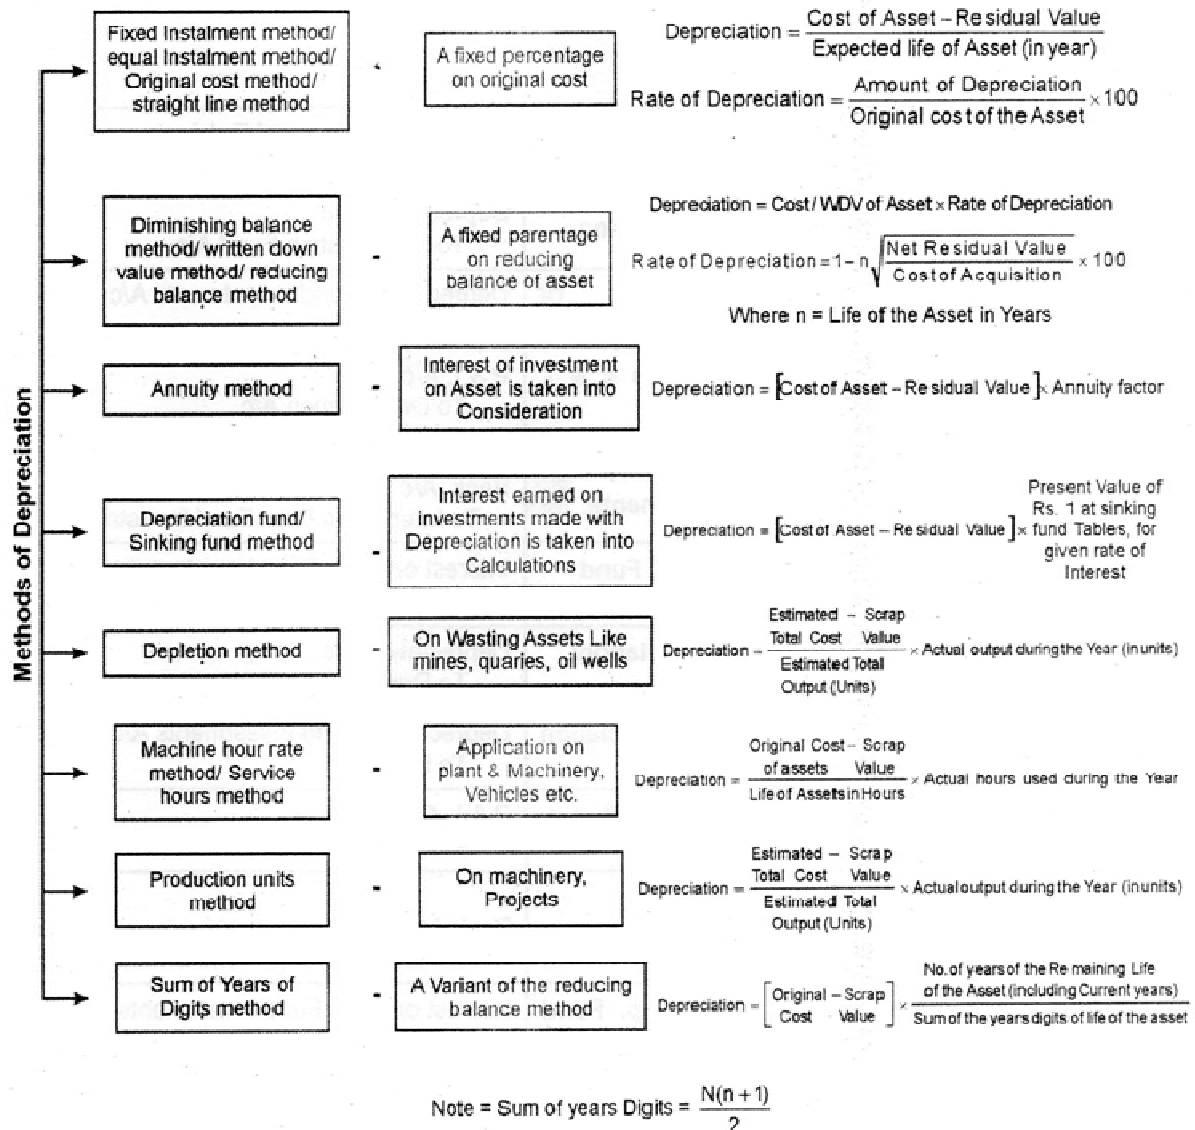 Methods of Depreciation
Fixed Instalment method/
equal Instalment method/
Original cost method/
straight line method
-
A fixed percentage
on original cost
Depreciation = Cost of Asset – Residual Value
Expected life of Asset (in year)
Rate of Depreciation = Amount of Depreciation × 100
Original cost of the Asset
Diminishing balance
method/ written down
value method/ reducing
balance method
-
A fixed parentage
on reducing
balance of asset
Depreciation = Cost / WDV of Asset × Rate of Depreciation
Rate of Depreciation = 1 – n√ Net Residual Value × 100
Cost of Acquisition
Where n = Life of the Asset in Years
Annuity method
-
Interest of investment
on Asset is taken into
Consideration
Depreciation = [Cost of Asset – Residual Value] × Annuity factor
Depreciation fund/
Sinking fund method
-
Interest earned on
investments made with
Depreciation is taken into
Calculations
Depreciation = [Cost of Asset – Residual Value] ×
Present Value of
Rs. 1 at sinking
fund Tables, for
given rate of
Interest
Depletion method
-
On Wasting Assets Like
mines, quaries, oil wells
Estimated – Scrap
Total Cost Value
Depreciation – × Actual output during the Year (in units)
Estimated Total
Output (Units)
Machine hour rate
method/ Service
hours method
-
Application on
plant & Machinery,
Vehicles etc.
Original Cost – Scrap
of assets Value
Depreciation = × Actual hours used during the Year
Life of Assets in Hours
Production units
method
-
On machinery,
Projects
Estimated – Scrap
Total Cost Value
Depreciation = × Actual output during the Year (in units)
Estimated Total
Output (Units)
Sum of Years of
Digits method
-
A Variant of the reducing
balance method
Depreciation = [Original – Scrap
Cost - Value] ×
No. of years of the Remaining Life
of the Asset (including Current years)
Sum of the years digits of life of the asset
Note = Sum of years Digits = N(n + 1)
2